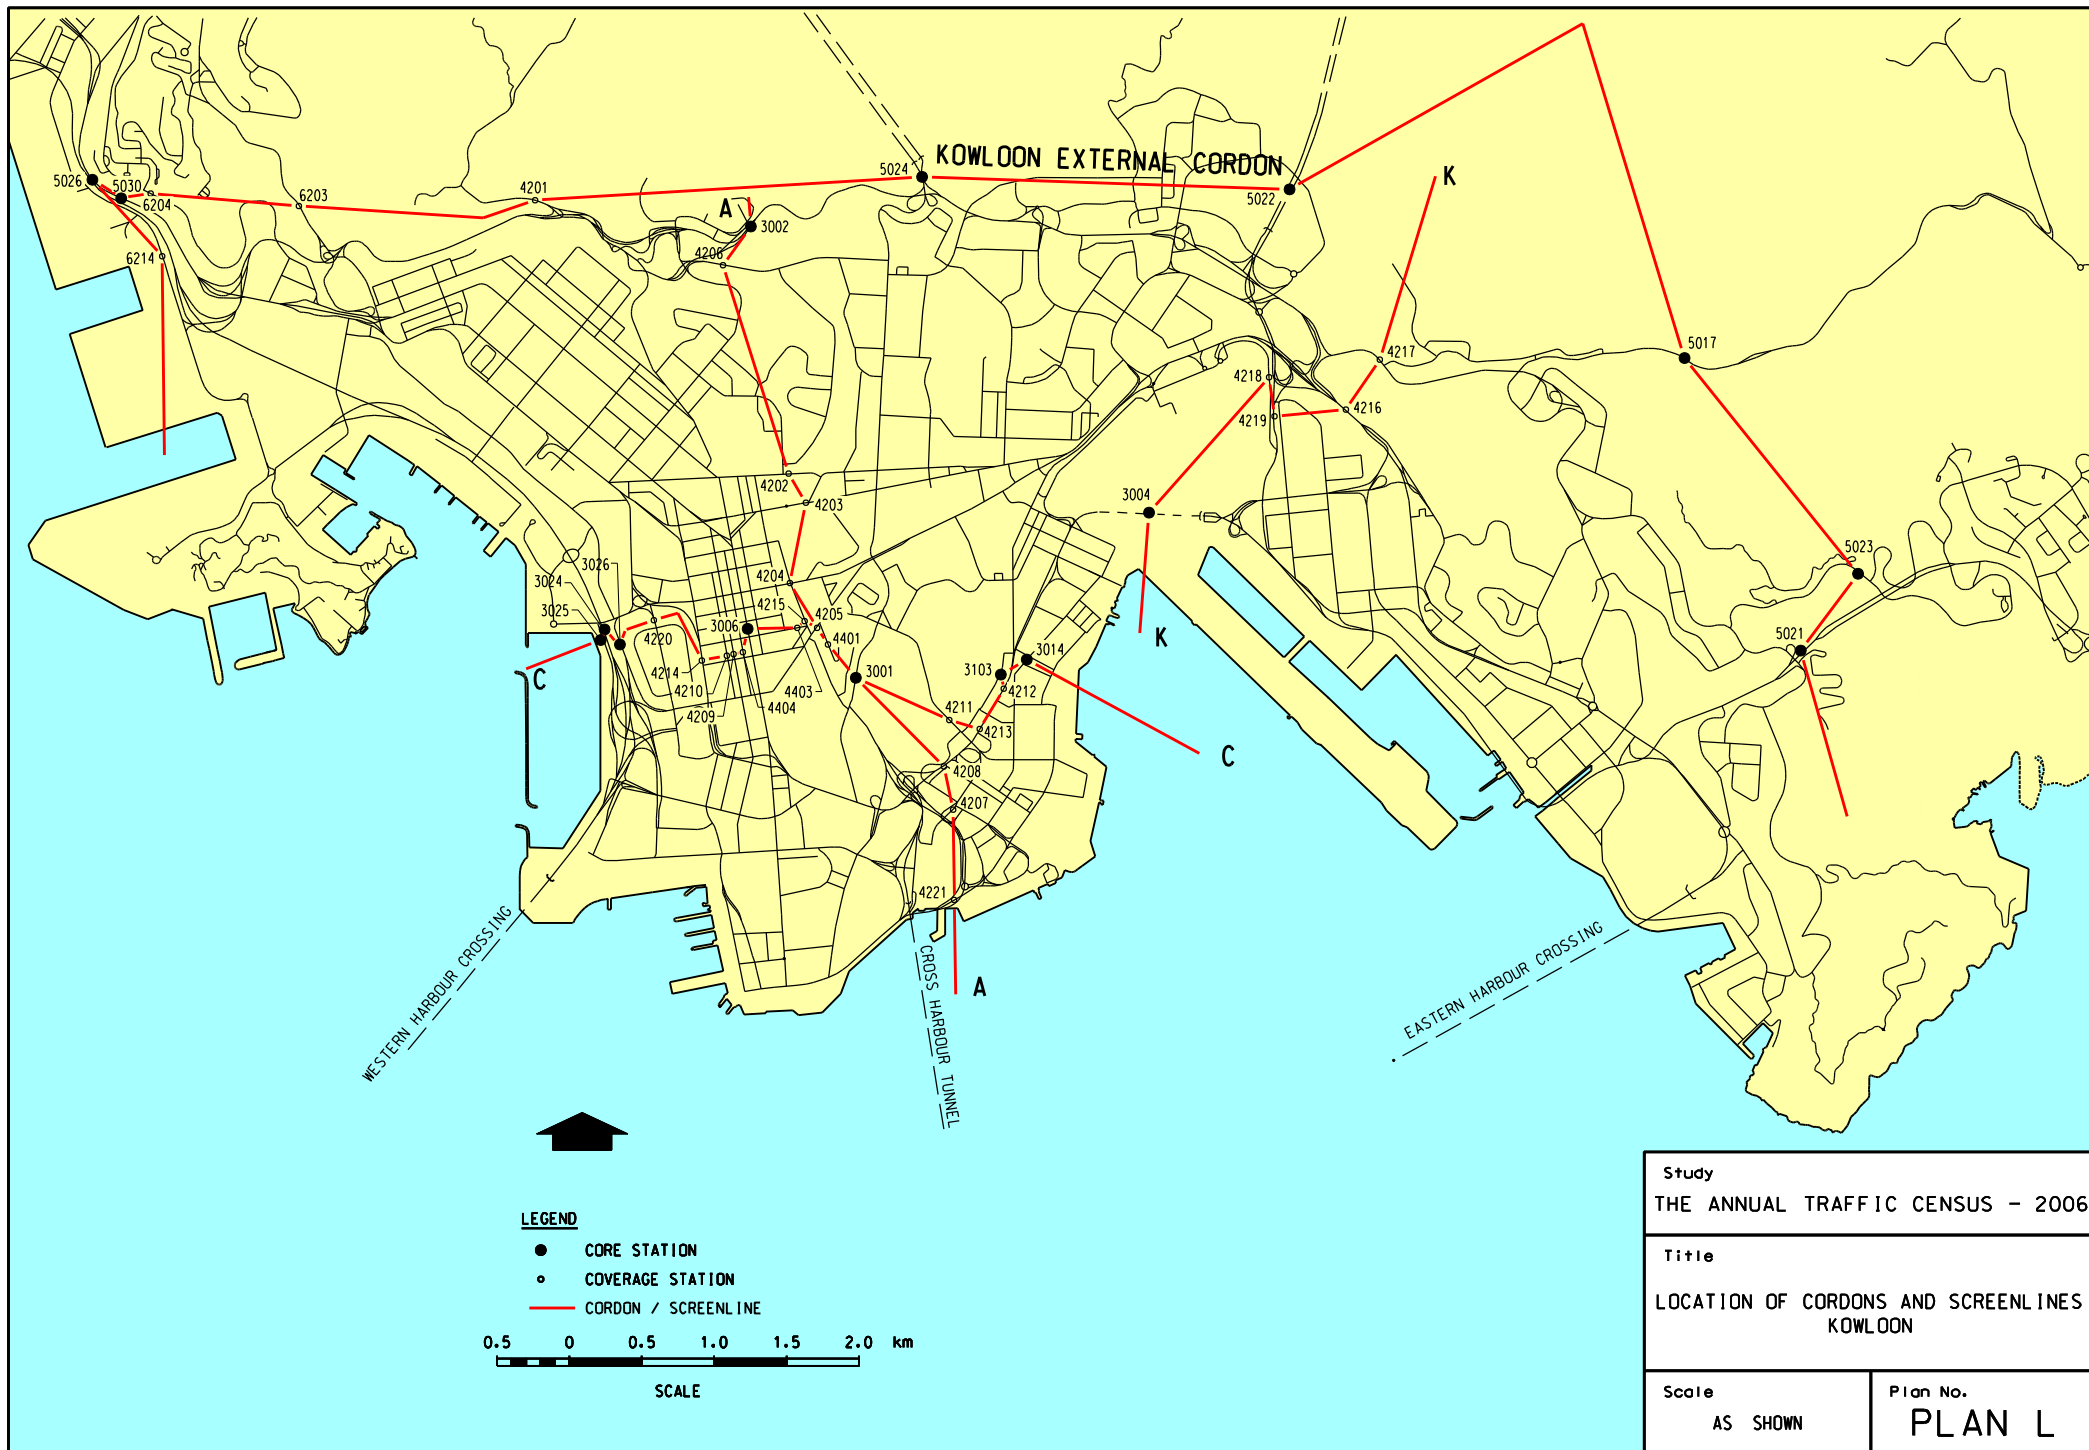 KOWLOON EXTERNAL CORDON
5024
5026
5030
6204
6203
4201
5022
K
A
3002
4206
6214
4217
5017
4218
4216
4219
4202
4203
3004
5023
3026
3024
3025
4204
4215
4205
3006
4220
4401
K
5021
C
4214
4210
4209
4403
4404
3001
3103
3014
4212
4211
4213
C
4208
4207
4221
A
WESTERN HARBOUR CROSSING
CROSS HARBOUR TUNNEL
EASTERN HARBOUR CROSSING
LEGEND
CORE STATION
COVERAGE STATION
CORDON / SCREENLINE
0.5 0 0.5 1.0 1.5 2.0 km
SCALE
Study
THE ANNUAL TRAFFIC CENSUS - 2006
Title
LOCATION OF CORDONS AND SCREENLINES
KOWLOON
Scale
AS SHOWN
Plan No.
PLAN L